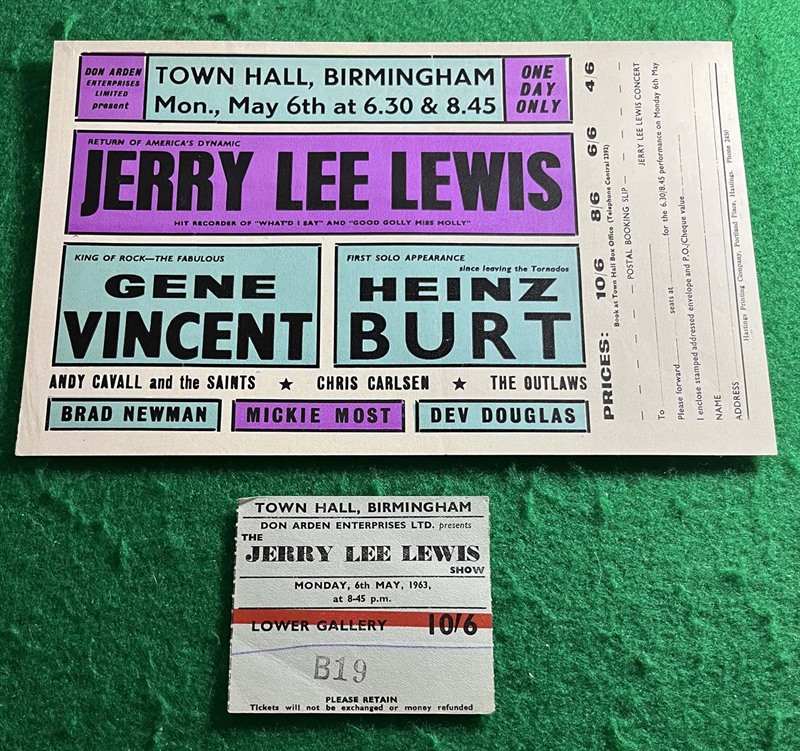 DON ARDEN
ENTERPRISES
LIMITED
present
TOWN HALL, BIRMINGHAM
Mon., May 6th at 6.30 & 8.45
ONE
DAY
ONLY
RETURN OF AMERICA'S DYNAMIC
JERRY LEE LEWIS
HIT RECORDER OF "WHAT'D I SAY" AND "GOOD GOLLY MISS MOLLY"
KING OF ROCK—THE FABULOUS
GENE
VINCENT
FIRST SOLO APPEARANCE
since leaving the Tornados
HEINZ
BURT
ANDY CAVALL and the SAINTS ★ CHRIS CARLSEN ★ THE OUTLAWS
BRAD NEWMAN
MICKIE MOST
DEV DOUGLAS
PRICES: 10/6 8/6 6/6 4/6
Book at Town Hall Box Office (Telephone Central 2392)
POSTAL BOOKING SLIP
JERRY LEE LEWIS CONCERT
To
Please forward seats at for the 6.30/8.45 performance on Monday 6th May
I enclose stamped addressed envelope and P.O./Cheque value
NAME
ADDRESS
Hastings Printing Company, Portland Place, Hastings. Phone 2450
TOWN HALL, BIRMINGHAM
DON ARDEN ENTERPRISES LTD. presents
THE
JERRY LEE LEWIS
SHOW
MONDAY, 6th MAY, 1963,
at 8-45 p.m.
LOWER GALLERY 10/6
B19
PLEASE RETAIN
Tickets will not be exchanged or money refunded